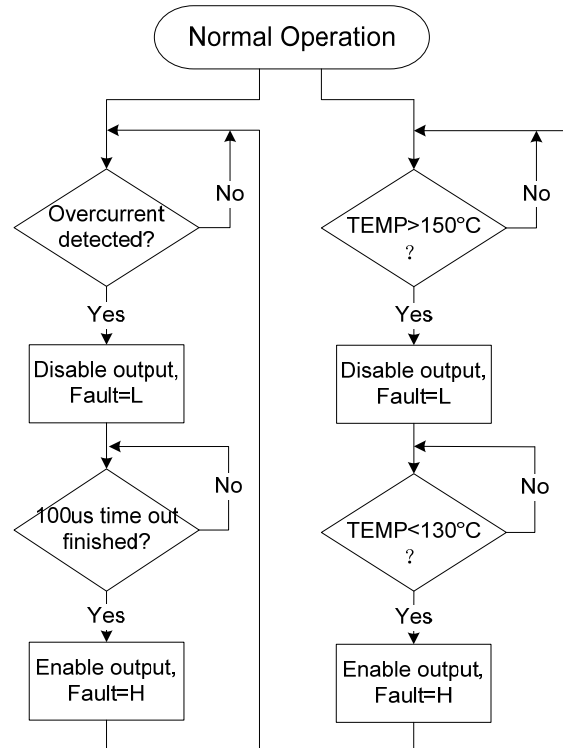 Normal Operation
Overcurrent
detected?
No
Yes
Disable output,
Fault=L
100us time out
finished?
No
Yes
Enable output,
Fault=H
TEMP>150°C
?
No
Yes
Disable output,
Fault=L
TEMP<130°C
?
No
Yes
Enable output,
Fault=H